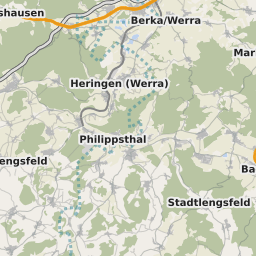 shausen
Berka/Werra
Mar
Heringen (Werra)
Philippsthal
engsfeld
Ba
Stadtlengsfeld